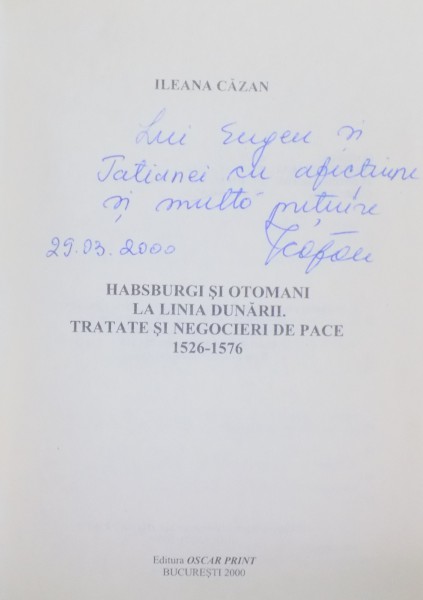 ILEANA CĂZAN
Lui Eugen și
Tatianei cu afecțiune
și multă prețuire
29.03.2000
ICăzan
HABSBURGI ȘI OTOMANI
LA LINIA DUNĂRII.
TRATATE ȘI NEGOCIERI DE PACE
1526-1576
Editura OSCAR PRINT
BUCUREȘTI 2000